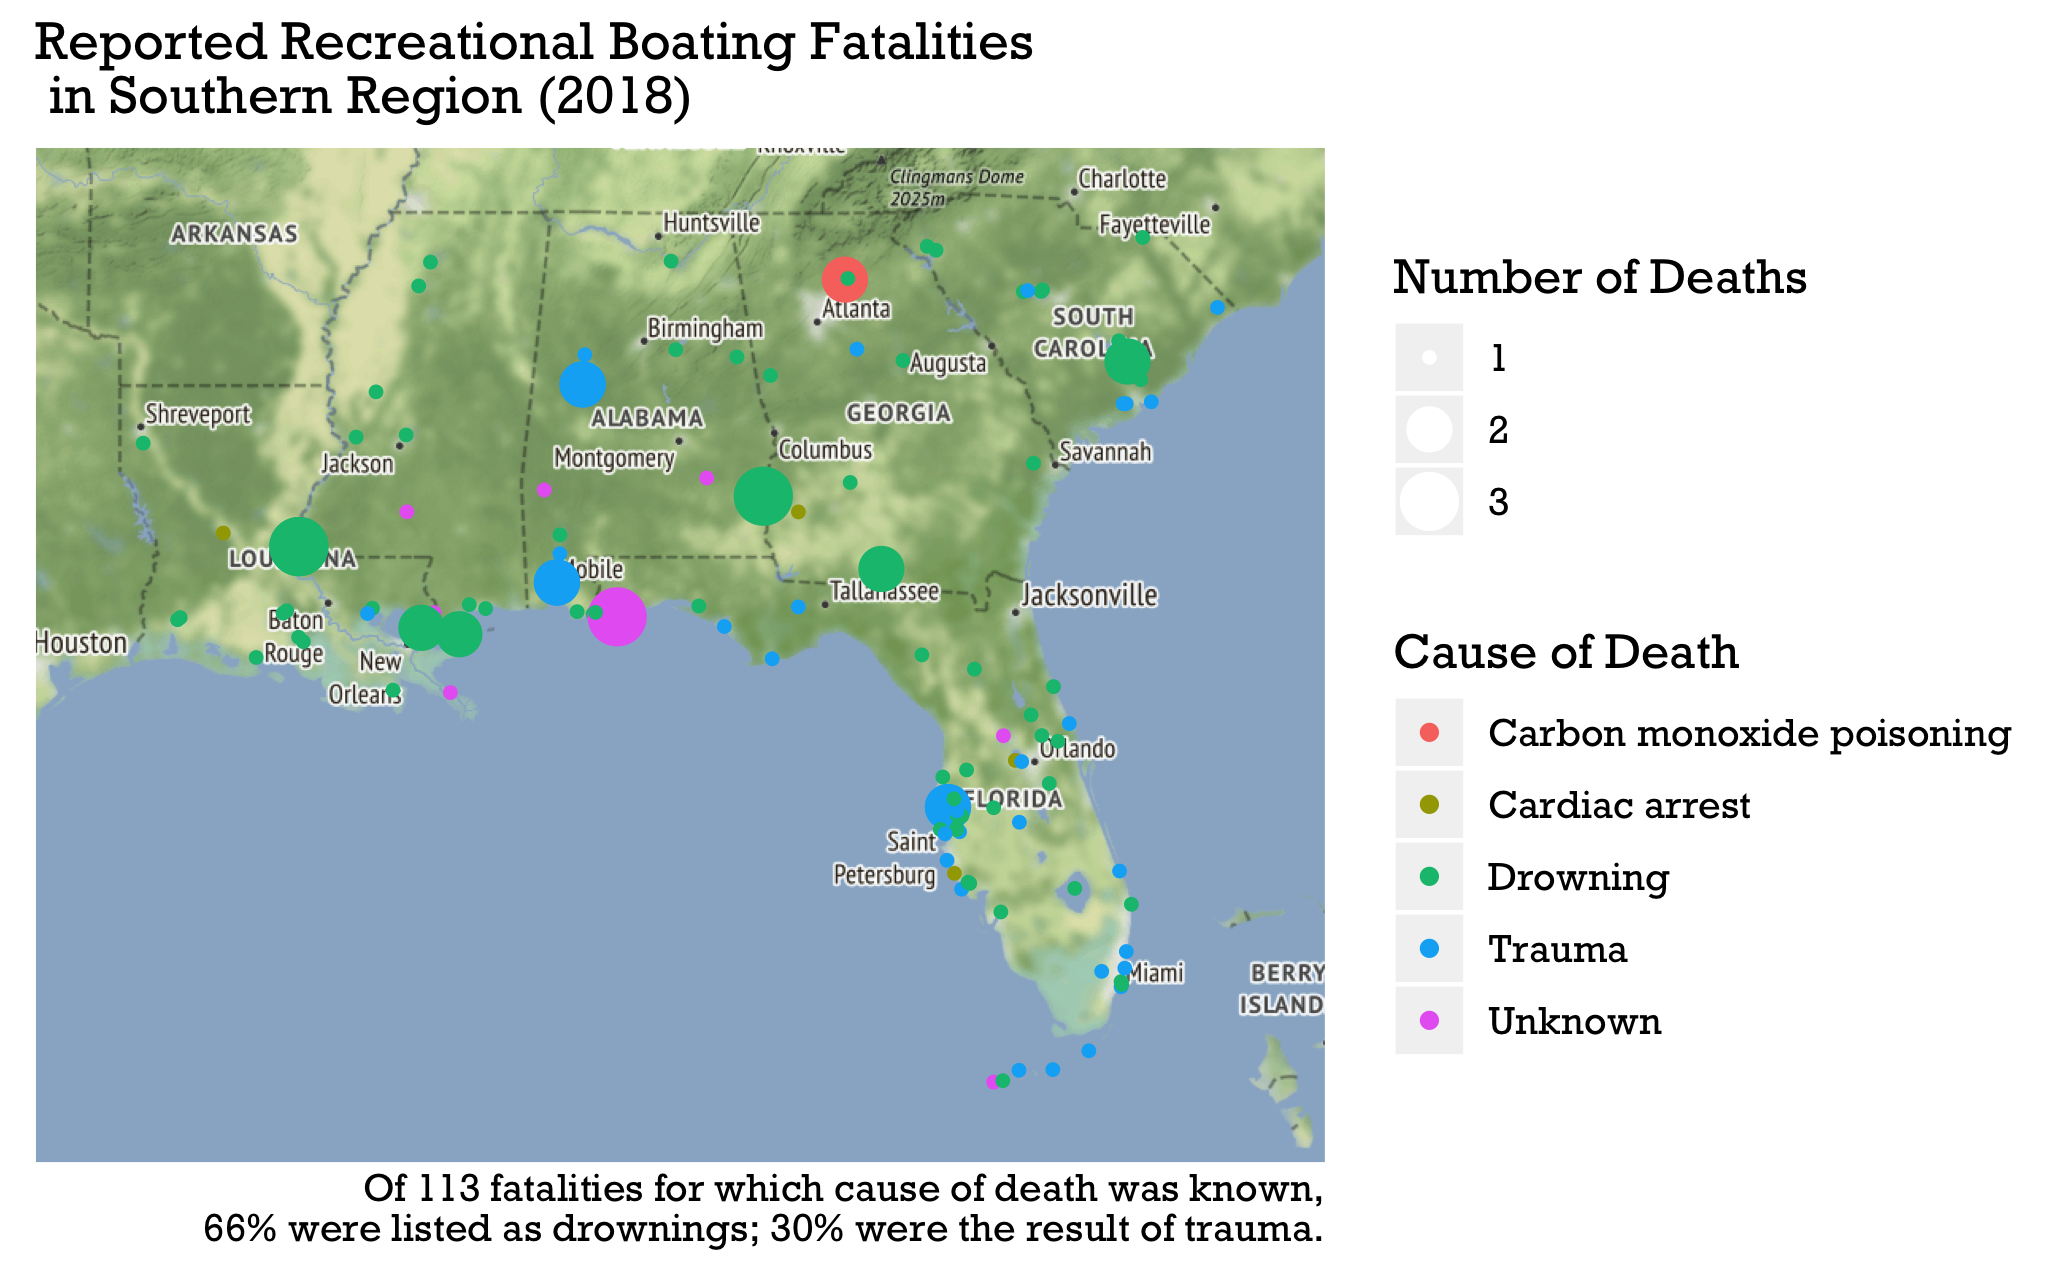 Reported Recreational Boating Fatalities
in Southern Region (2018)
Knoxville
Clingmans Dome
2025m
Charlotte
ARKANSAS
Huntsville
Fayetteville
Atlanta
SOUTH
Birmingham
Augusta
Shreveport
ALABAMA
GEORGIA
Columbus
Montgomery
Jackson
Savannah
Tallahassee
Jacksonville
Baton
Rouge
Houston
New
Orleans
Orlando
FLORIDA
Saint
Petersburg
Miami
BERRY
ISLAND
Number of Deaths
1
2
3
Cause of Death
Carbon monoxide poisoning
Cardiac arrest
Drowning
Trauma
Unknown
Of 113 fatalities for which cause of death was known,
66% were listed as drownings; 30% were the result of trauma.